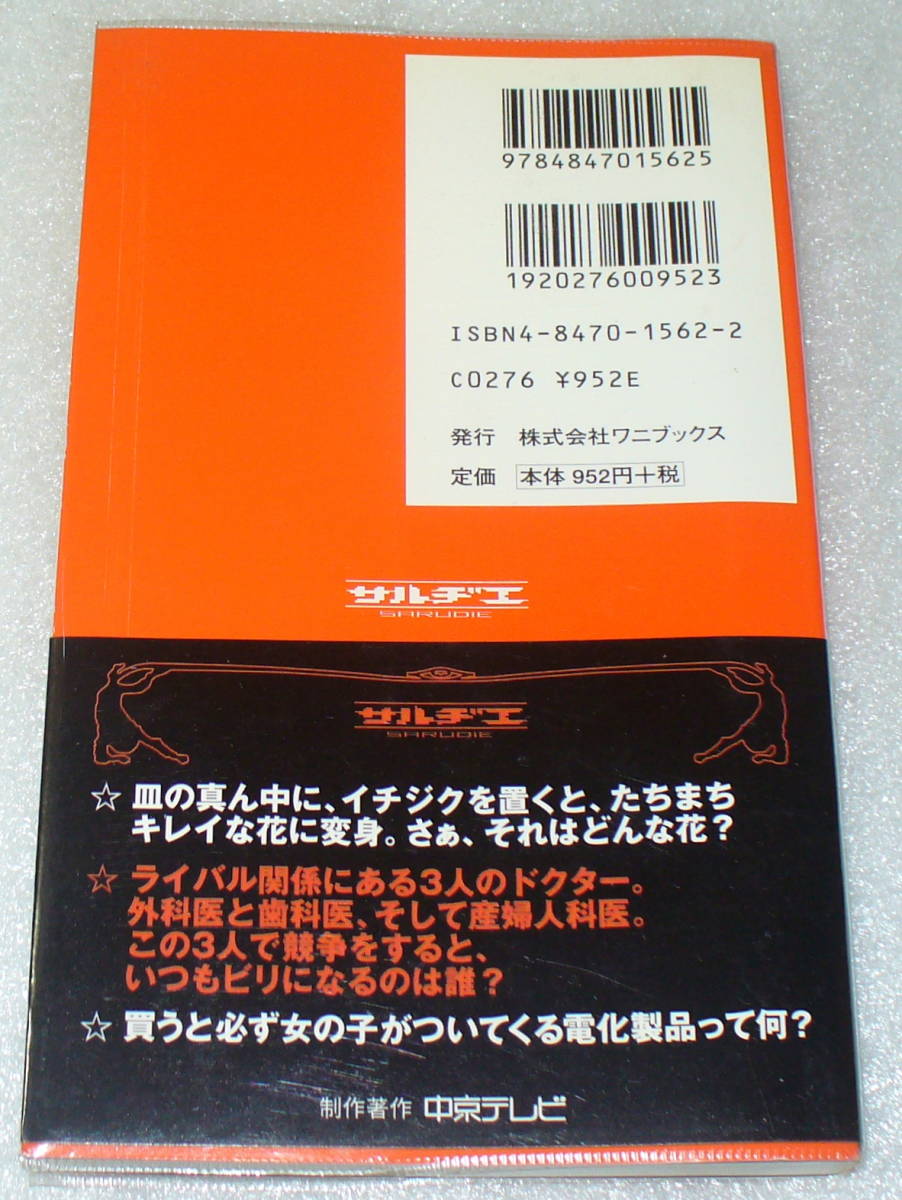 9784847015625
1920276009523
ISBN4-8470-1562-2
C0276 ¥952E
発行 株式会社ワニブックス
定価 本体 952円+税
サルヂエ
SARUDiE
サルヂエ
SARUDiE
☆ 皿の真ん中に、イチジクを置くと、たちまち
キレイな花に変身。さぁ、それはどんな花？
☆ ライバル関係にある3人のドクター。
外科医と歯科医、そして産婦人科医。
この3人で競争をすると、
いつもビリになるのは誰？
☆ 買うと必ず女の子がついてくる電化製品って何？
制作著作 中京テレビ